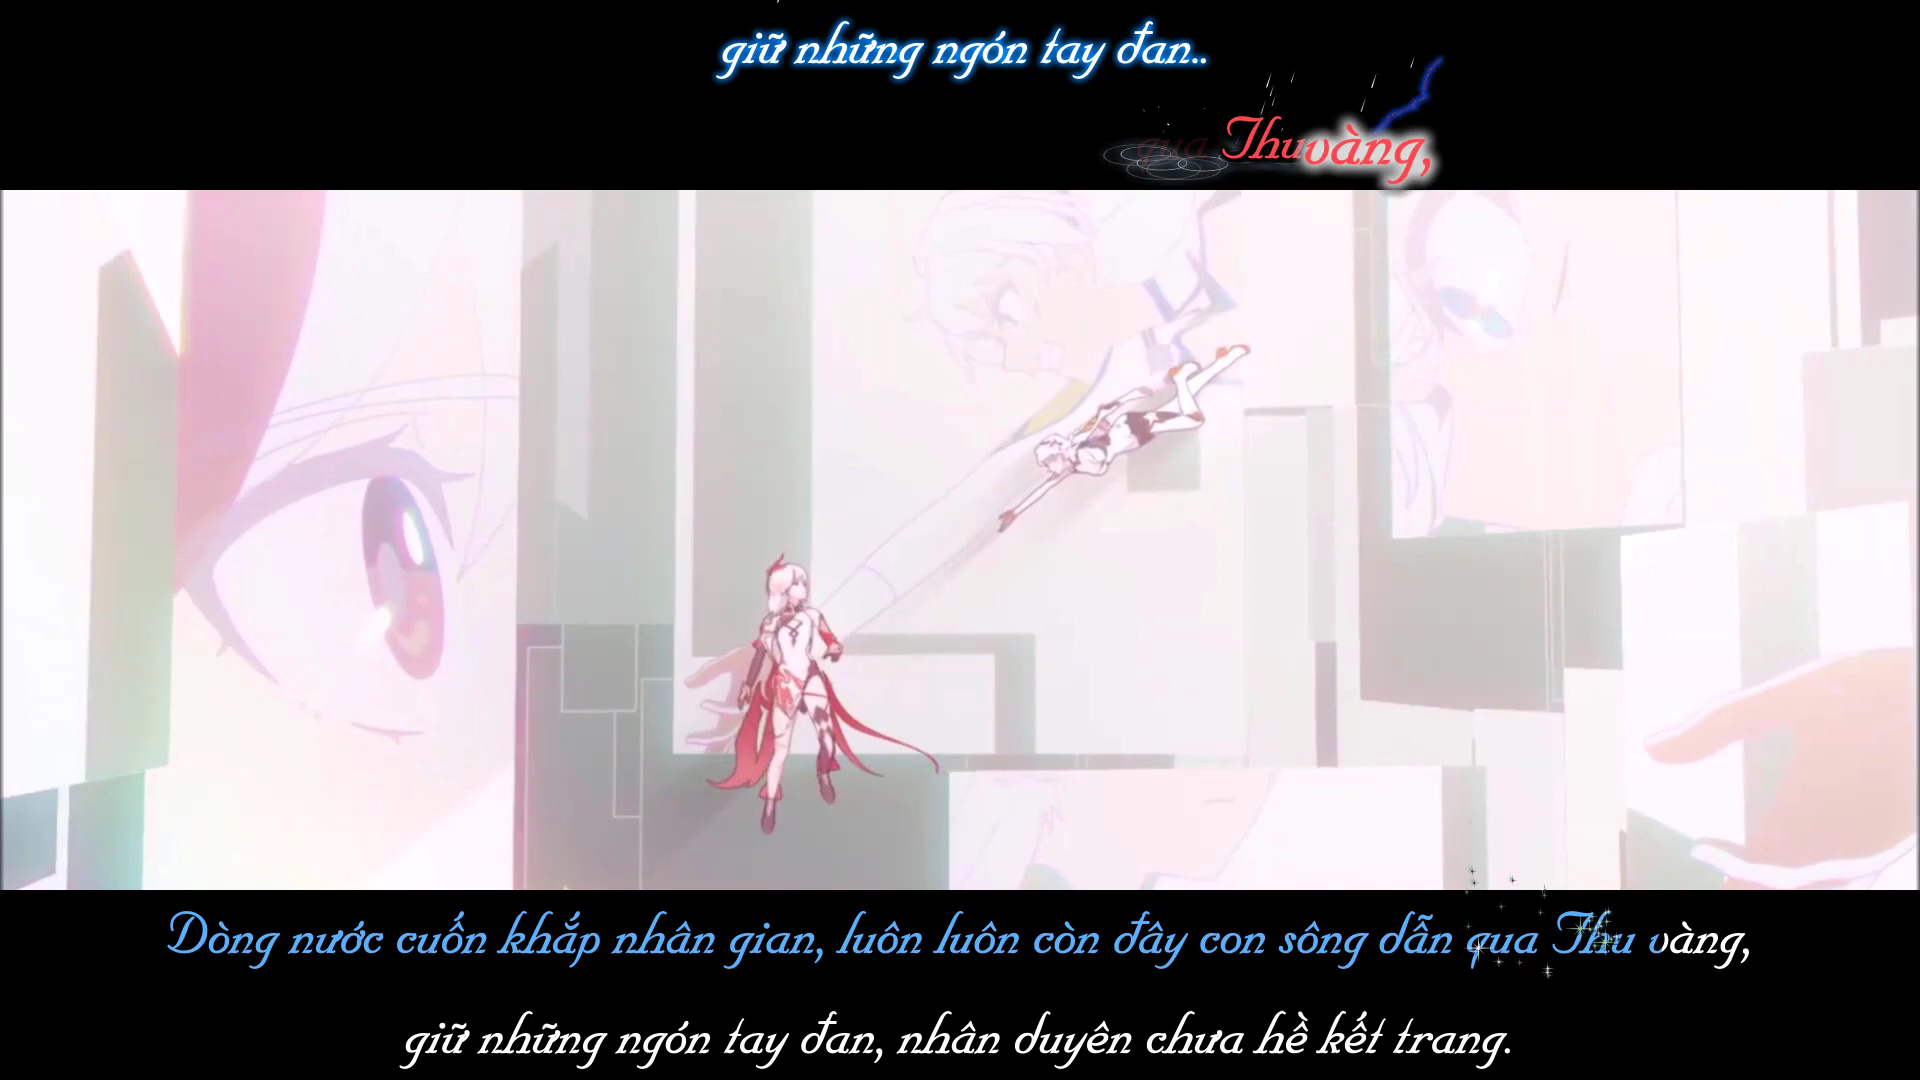 giữ những ngón tay đan..
qua Thu vàng,
Dòng nước cuốn khắp nhân gian, luôn luôn còn đây con sông dẫn qua Thu vàng,
giữ những ngón tay đan, nhân duyên chưa hề kết trang.